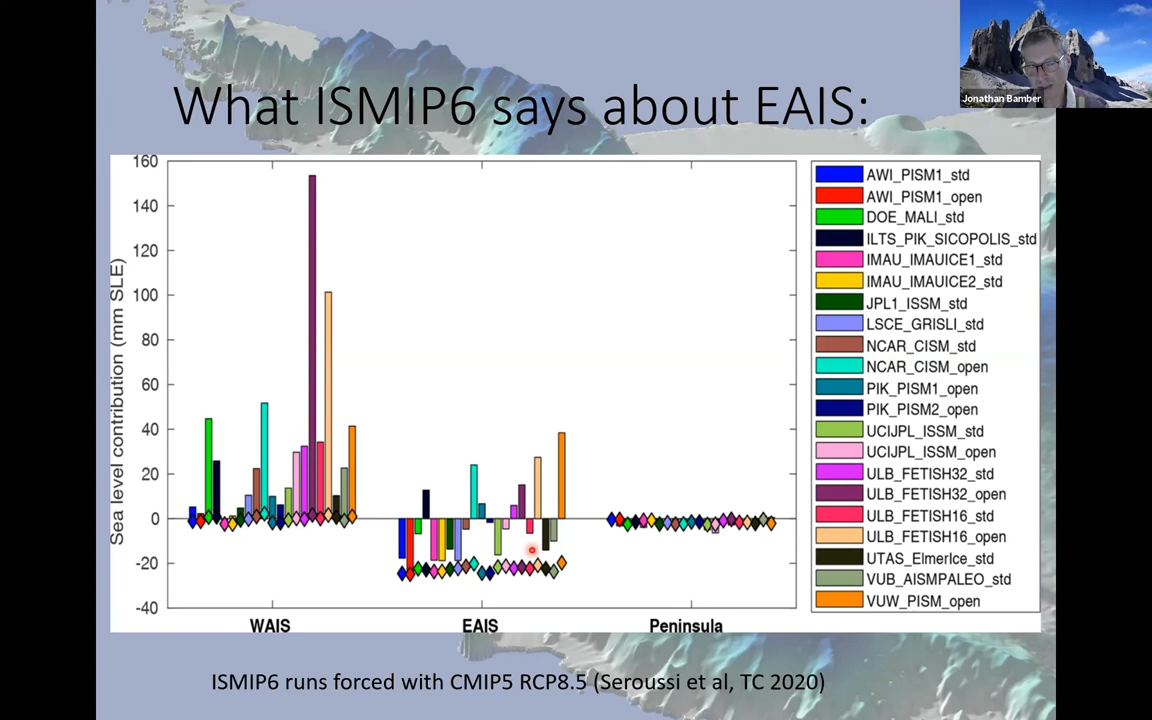 Jonathan Bamber
What ISMIP6 says about EAIS:
Sea level contribution (mm SLE)
160
140
120
100
80
60
40
20
0
-20
-40
WAIS
EAIS
Peninsula
AWI_PISM1_std
AWI_PISM1_open
DOE_MALI_std
ILTS_PIK_SICOPOLIS_std
IMAU_IMAUICE1_std
IMAU_IMAUICE2_std
JPL1_ISSM_std
LSCE_GRISLI_std
NCAR_CISM_std
NCAR_CISM_open
PIK_PISM1_open
PIK_PISM2_open
UCIJPL_ISSM_std
UCIJPL_ISSM_open
ULB_FETISH32_std
ULB_FETISH32_open
ULB_FETISH16_std
ULB_FETISH16_open
UTAS_ElmerIce_std
VUB_AISMPALEO_std
VUW_PISM_open
ISMIP6 runs forced with CMIP5 RCP8.5 (Seroussi et al, TC 2020)